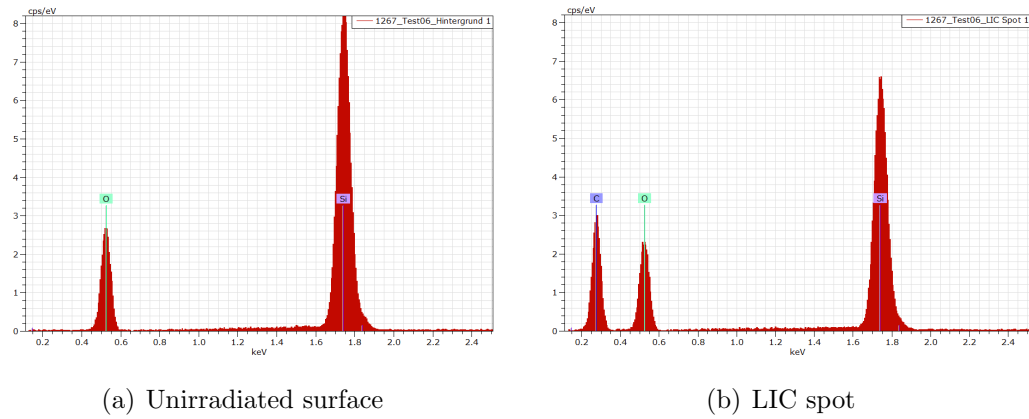 cps/eV
1267_Test06_Hintergrund 1
8
7
6
5
4
3
2
1
0
O
Si
0.2 0.4 0.6 0.8 1.0 1.2 1.4 1.6 1.8 2.0 2.2 2.4
keV
(a) Unirradiated surface
cps/eV
1267_Test06_LIC Spot 1
8
7
6
5
4
3
2
1
0
C
O
Si
0.2 0.4 0.6 0.8 1.0 1.2 1.4 1.6 1.8 2.0 2.2 2.4
keV
(b) LIC spot